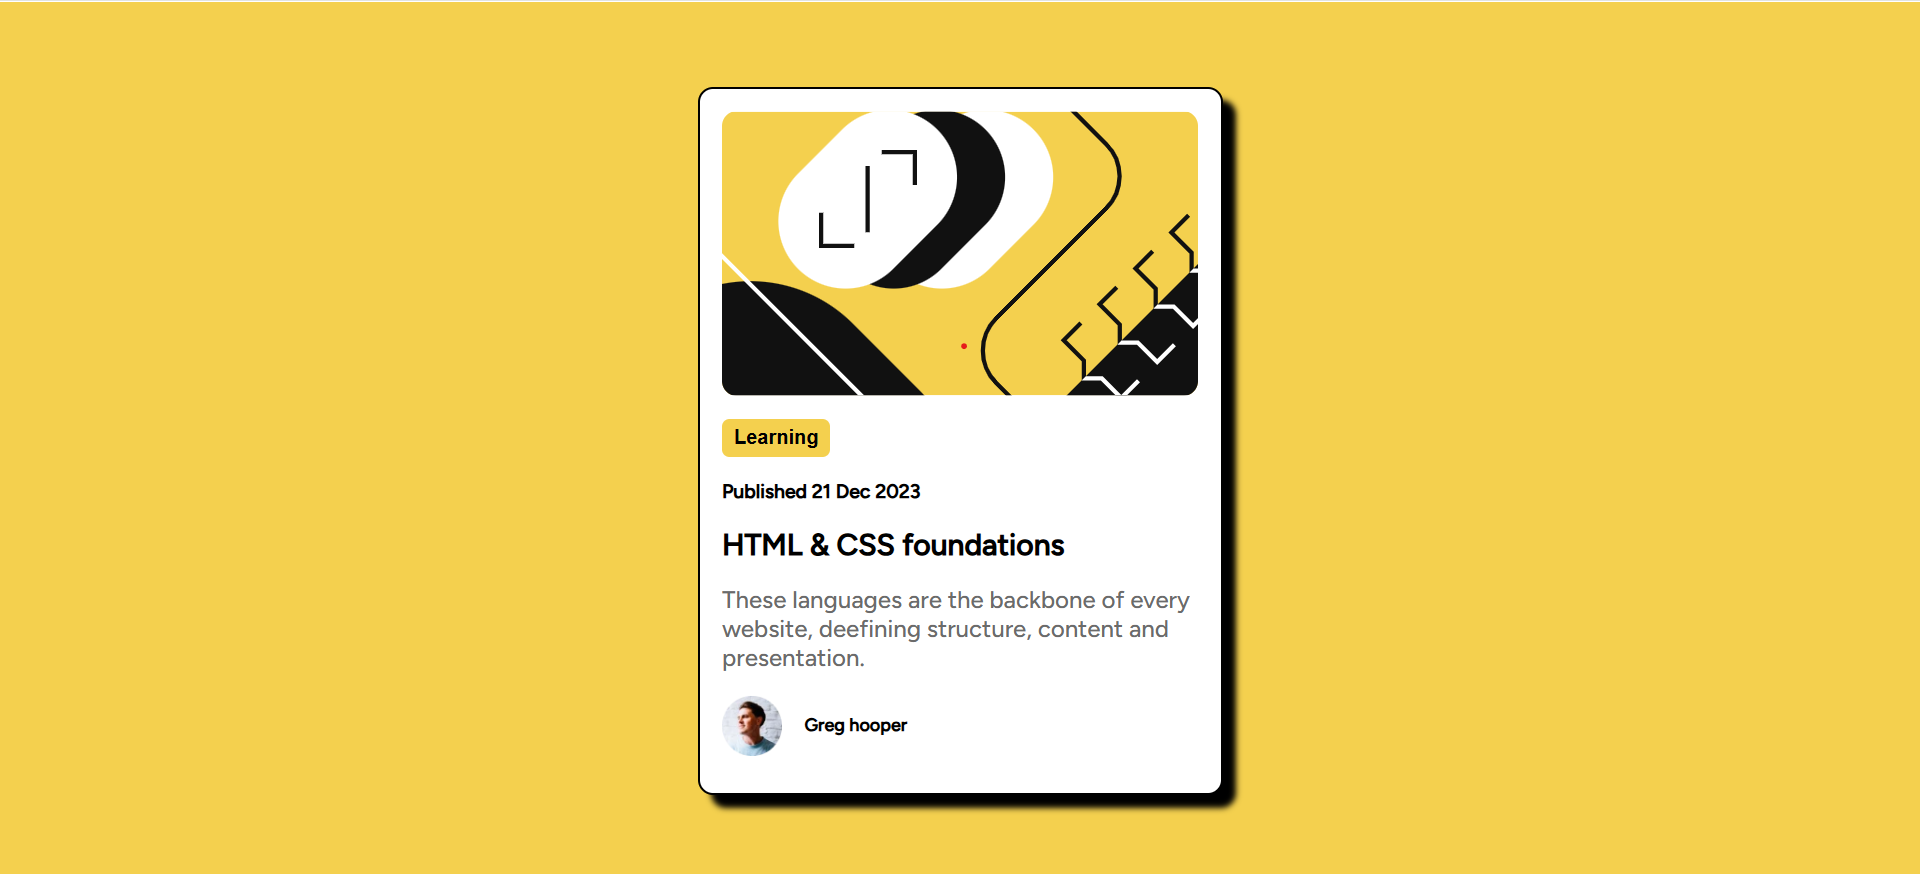 Learning
Published 21 Dec 2023
HTML & CSS foundations
These languages are the backbone of every
website, deefining structure, content and
presentation.
Greg hooper